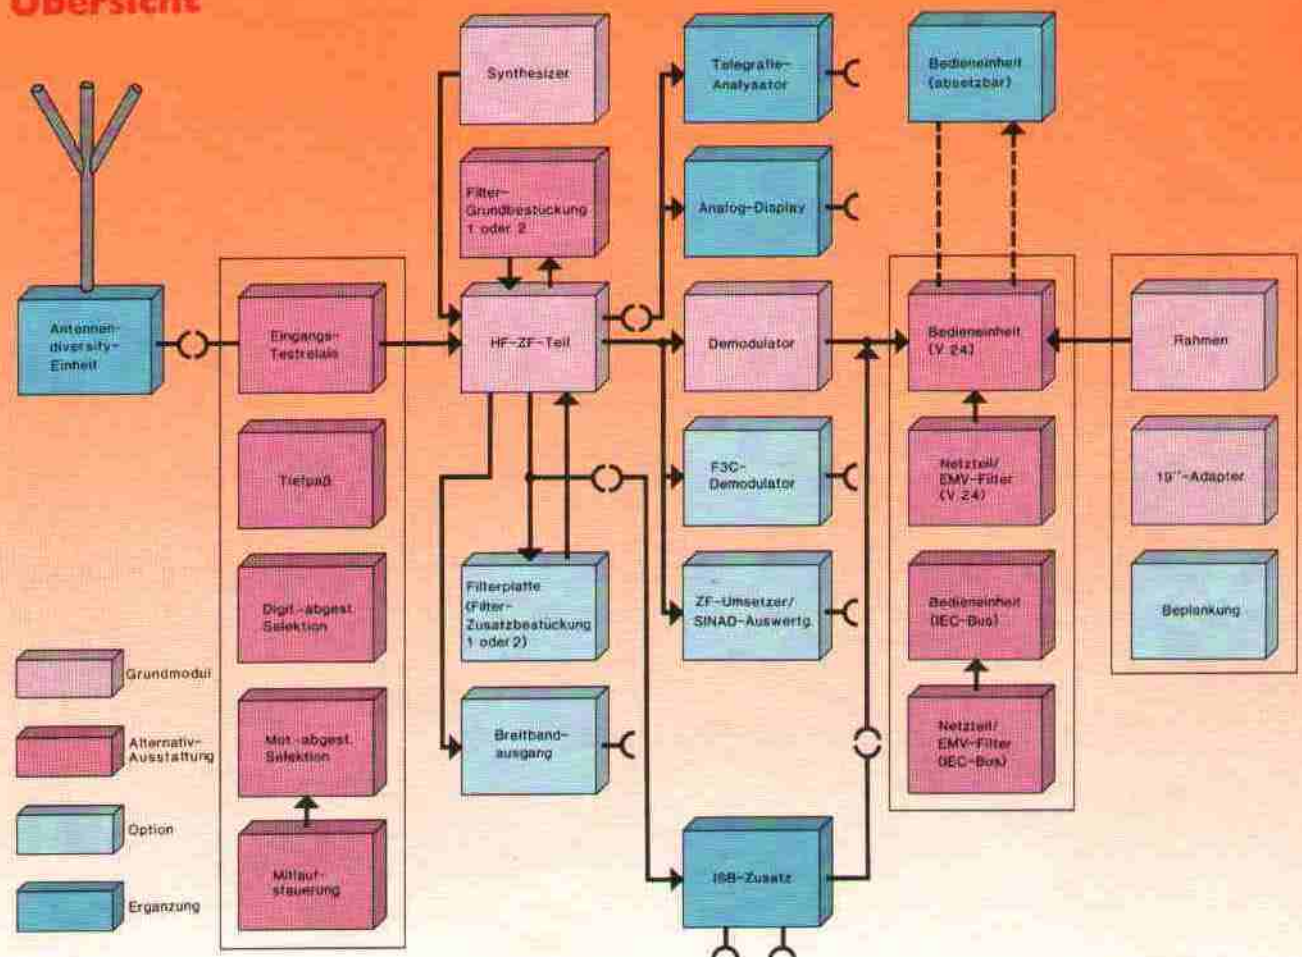 Übersicht
Synthesizer
Telegrafie-
Analysator
Bedieneinheit
(absetzbar)
Filter-
Grundbestückung
1 oder 2
Analog-Display
Antennen-
diversity-
Einheit
Eingangs-
Testrelais
HF-ZF-Teil
Demodulator
Bedieneinheit
(V 24)
Rahmen
Tiefpaß
F3C-
Demodulator
Netzteil/
EMV-Filter
(V 24)
19"-Adapter
Digit.-abgest.
Selektion
Filterplatte
(Filter-
Zusatzbestückung
1 oder 2)
ZF-Umsetzer/
SINAD-Auswertg.
Bedieneinheit
(IEC-Bus)
Beplankung
Mot.-abgest.
Selektion
Breitband-
ausgang
Netzteil/
EMV-Filter
(IEC-Bus)
Mitlauf-
steuerung
ISB-Zusatz
Grundmodul
Alternativ-
Ausstattung
Option
Ergänzung